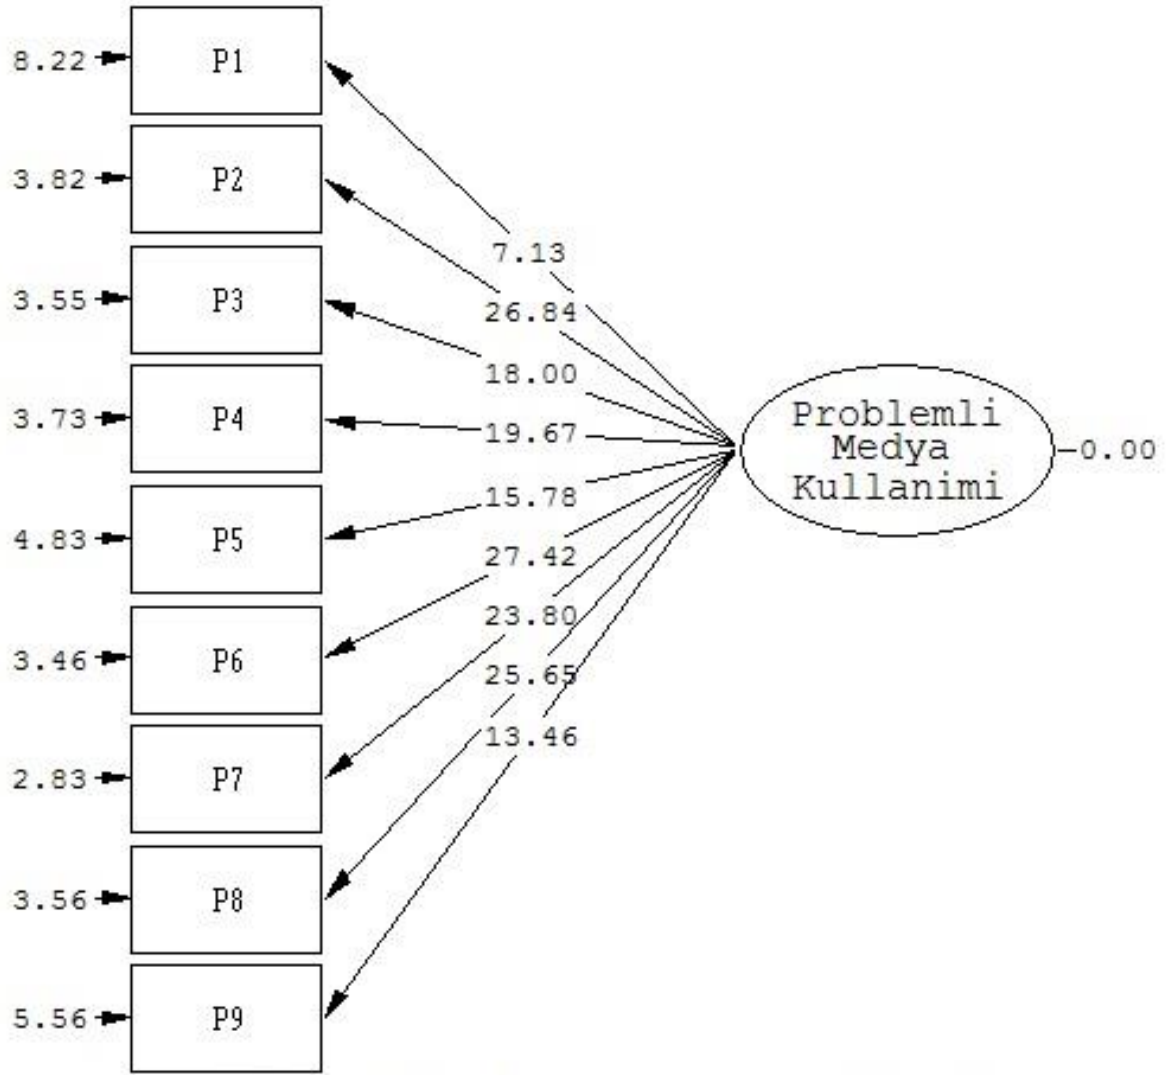 8.22 P1
3.82 P2
7.13
3.55 P3
26.84
18.00
3.73 P4
19.67
Problemli
Medya
Kullanimi
-0.00
15.78
4.83 P5
27.42
23.80
3.46 P6
25.65
13.46
2.83 P7
3.56 P8
5.56 P9